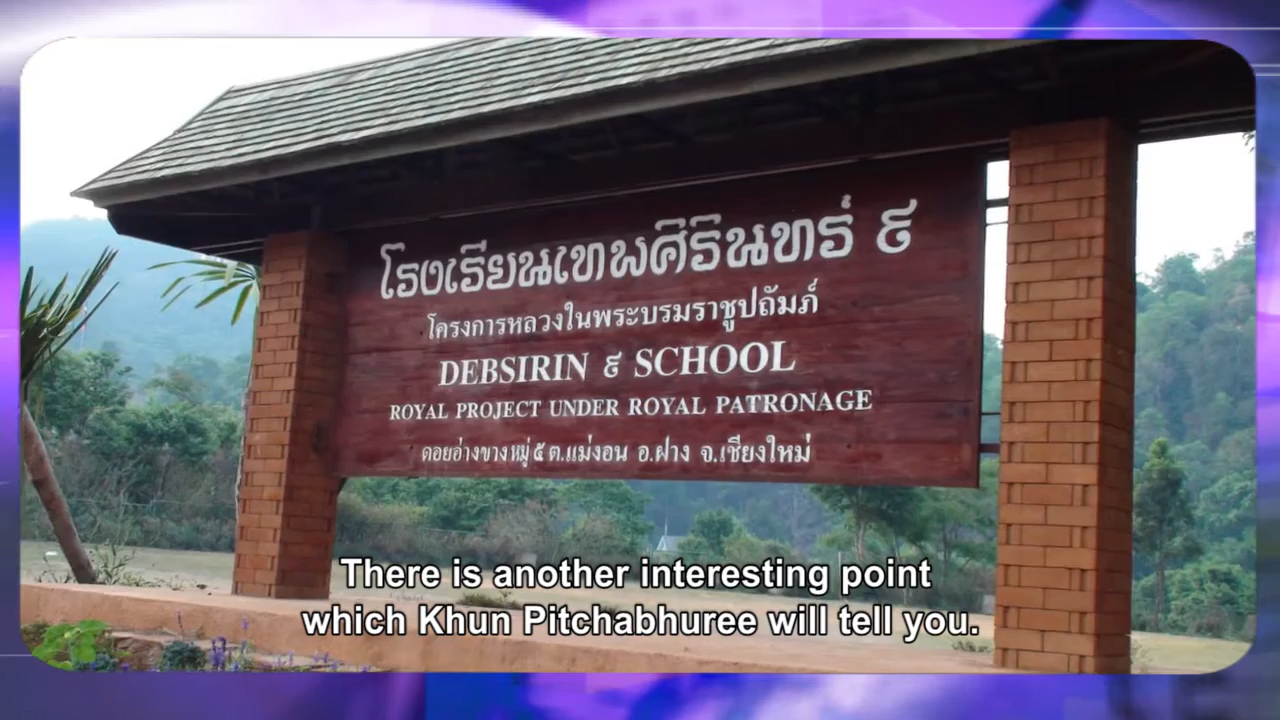 โรงเรียนเทพศิรินทร์ ๙
โครงการหลวงในพระบรมราชูปถัมภ์
DEBSIRIN ๙ SCHOOL
ROYAL PROJECT UNDER ROYAL PATRONAGE
ดอยอ่างขาง หมู่ ๕ ต.แม่งอน อ.ฝาง จ.เชียงใหม่
There is another interesting point
which Khun Pitchabhuree will tell you.